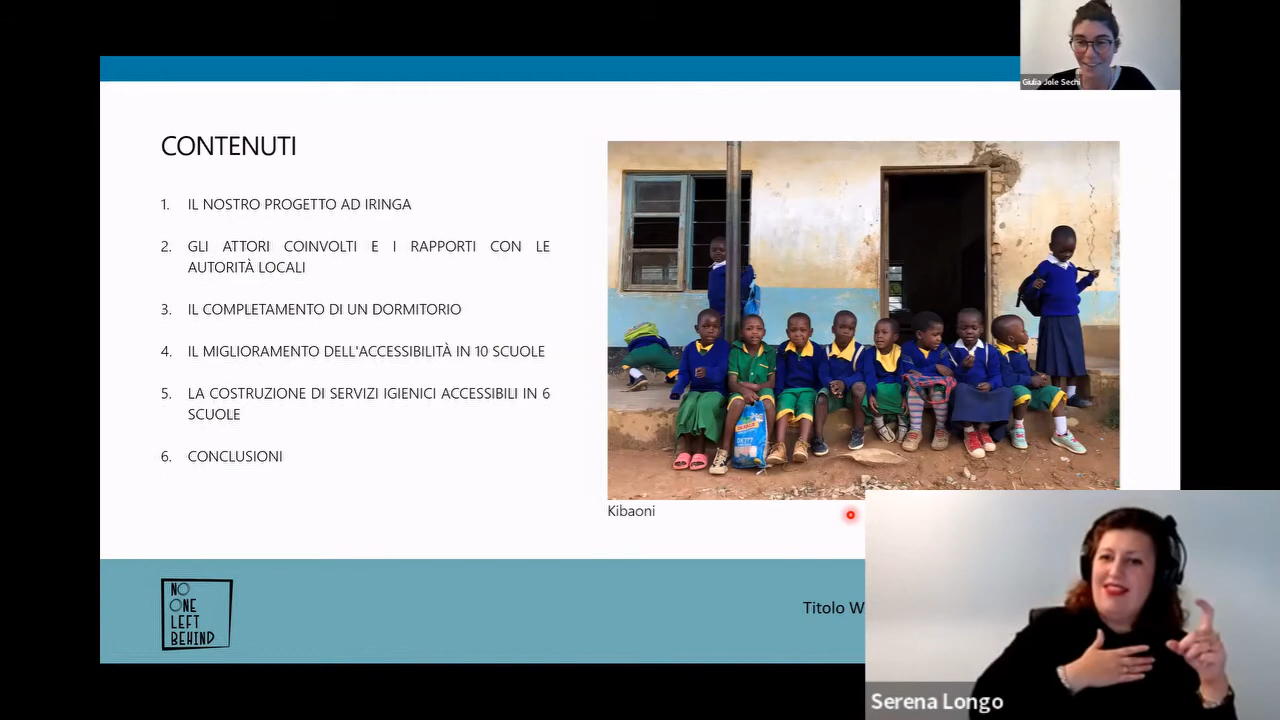 Giulia Jole Sechi
CONTENUTI
1. IL NOSTRO PROGETTO AD IRINGA
2. GLI ATTORI COINVOLTI E I RAPPORTI CON LE
AUTORITÀ LOCALI
3. IL COMPLETAMENTO DI UN DORMITORIO
4. IL MIGLIORAMENTO DELL'ACCESSIBILITÀ IN 10 SCUOLE
5. LA COSTRUZIONE DI SERVIZI IGIENICI ACCESSIBILI IN 6
SCUOLE
6. CONCLUSIONI
Kibaoni
NO
ONE
LEFT
BEHIND
Titolo W
Serena Longo